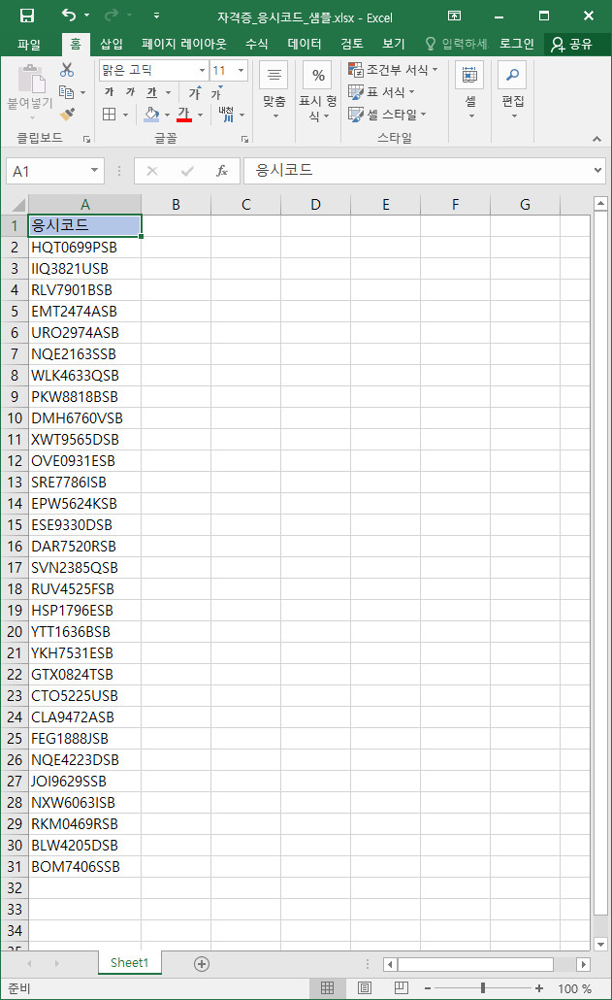 자격증_응시코드_샘플.xlsx - Excel
파일 홈 삽입 페이지 레이아웃 수식 데이터 검토 보기 입력하세 로그인 공유
붙여넣기 맑은 고딕 11 % 조건부 서식
가 가 가 가 가 맞춤 표시 형식 표 서식 셀 편집
내천 가 셀 스타일
클립보드 글꼴 스타일
A1 fx 응시코드
A B C D E F G
1 응시코드
2 HQT0699PSB
3 IIQ3821USB
4 RLV7901BSB
5 EMT2474ASB
6 URO2974ASB
7 NQE2163SSB
8 WLK4633QSB
9 PKW8818BSB
10 DMH6760VSB
11 XWT9565DSB
12 OVE0931ESB
13 SRE7786ISB
14 EPW5624KSB
15 ESE9330DSB
16 DAR7520RSB
17 SVN2385QSB
18 RUV4525FSB
19 HSP1796ESB
20 YTT1636BSB
21 YKH7531ESB
22 GTX0824TSB
23 CTO5225USB
24 CLA9472ASB
25 FEG1888JSB
26 NQE4223DSB
27 JOI9629SSB
28 NXW6063ISB
29 RKM0469RSB
30 BLW4205DSB
31 BOM7406SSB
32
33
34
35
Sheet1
준비 100 %